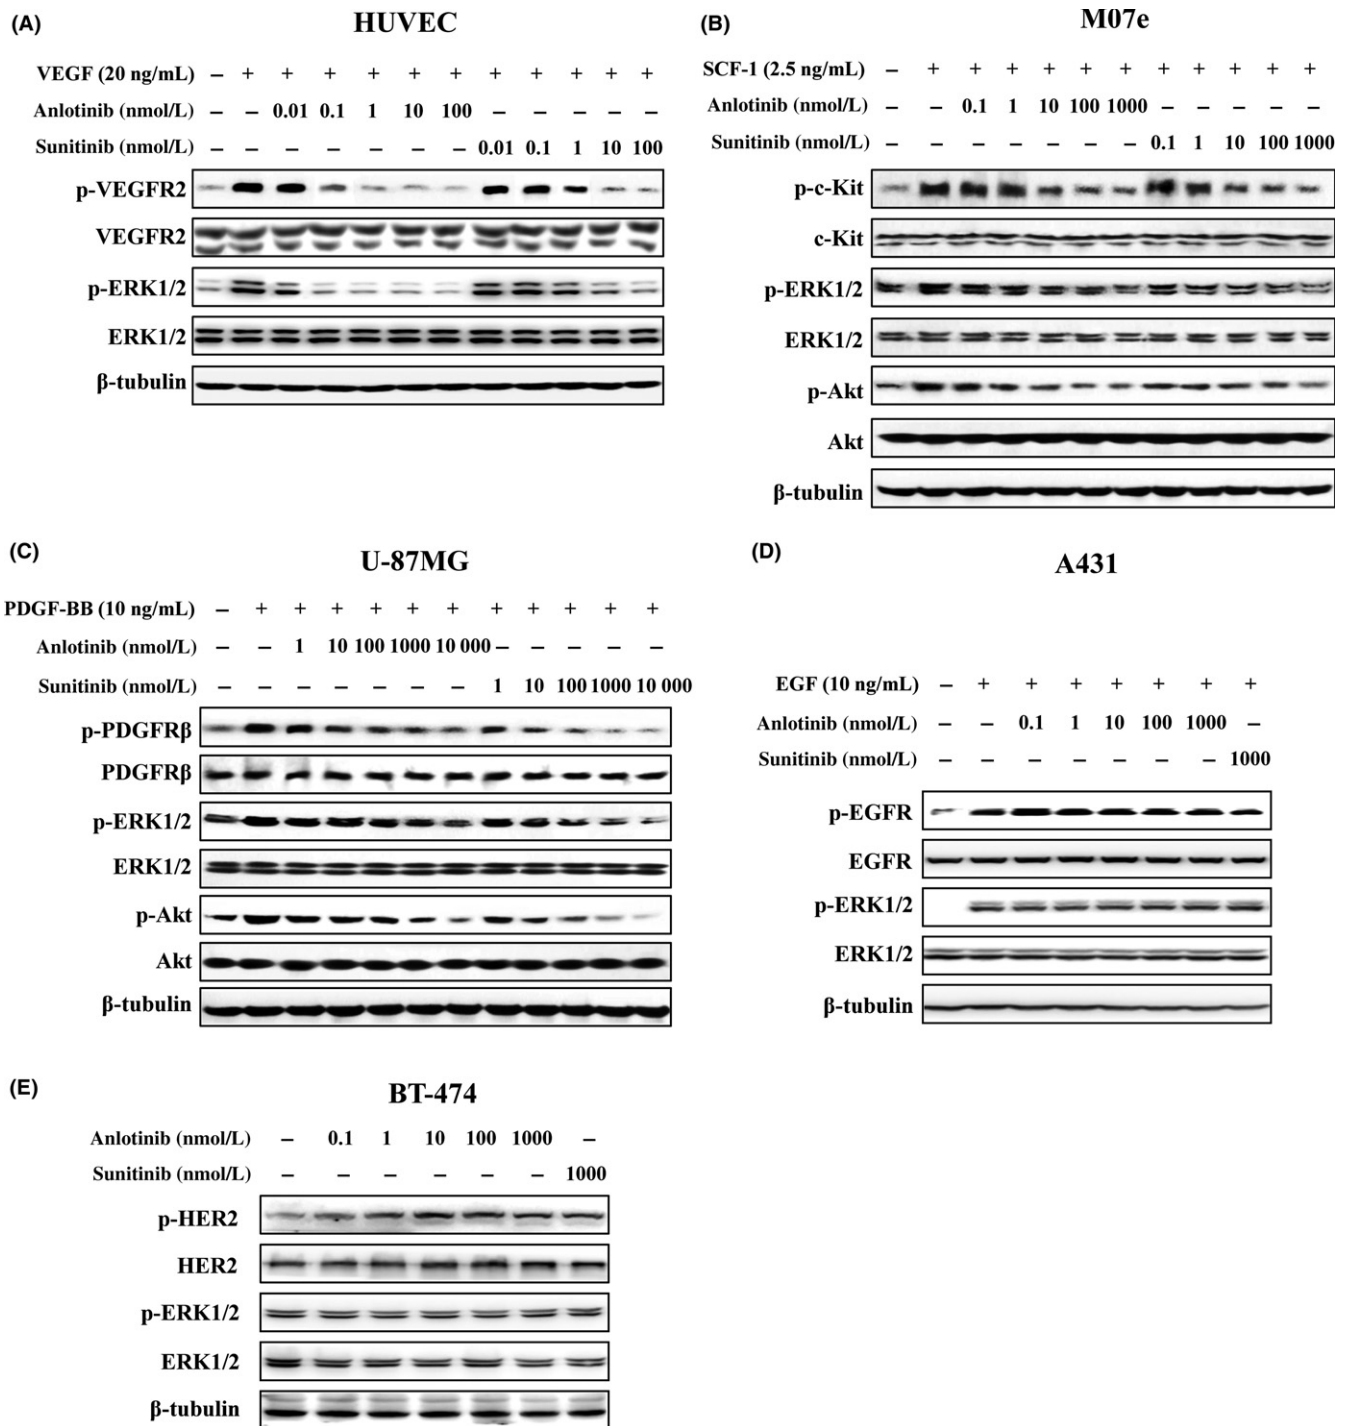 (A)
HUVEC
VEGF (20 ng/mL) – + + + + + + + + + + +
Anlotinib (nmol/L) – – 0.01 0.1 1 10 100 – – – – –
Sunitinib (nmol/L) – – – – – – – 0.01 0.1 1 10 100
p-VEGFR2
VEGFR2
p-ERK1/2
ERK1/2
β-tubulin
(B)
M07e
SCF-1 (2.5 ng/mL) – + + + + + + + + + + +
Anlotinib (nmol/L) – – 0.1 1 10 100 1000 – – – – –
Sunitinib (nmol/L) – – – – – – – 0.1 1 10 100 1000
p-c-Kit
c-Kit
p-ERK1/2
ERK1/2
p-Akt
Akt
β-tubulin
(C)
U-87MG
PDGF-BB (10 ng/mL) – + + + + + + + + + + +
Anlotinib (nmol/L) – – 1 10 100 1000 10 000 – – – – –
Sunitinib (nmol/L) – – – – – – – 1 10 100 1000 10 000
p-PDGFRβ
PDGFRβ
p-ERK1/2
ERK1/2
p-Akt
Akt
β-tubulin
(D)
A431
EGF (10 ng/mL) – + + + + + + +
Anlotinib (nmol/L) – – 0.1 1 10 100 1000 –
Sunitinib (nmol/L) – – – – – – – 1000
p-EGFR
EGFR
p-ERK1/2
ERK1/2
β-tubulin
(E)
BT-474
Anlotinib (nmol/L) – 0.1 1 10 100 1000 –
Sunitinib (nmol/L) – – – – – – 1000
p-HER2
HER2
p-ERK1/2
ERK1/2
β-tubulin